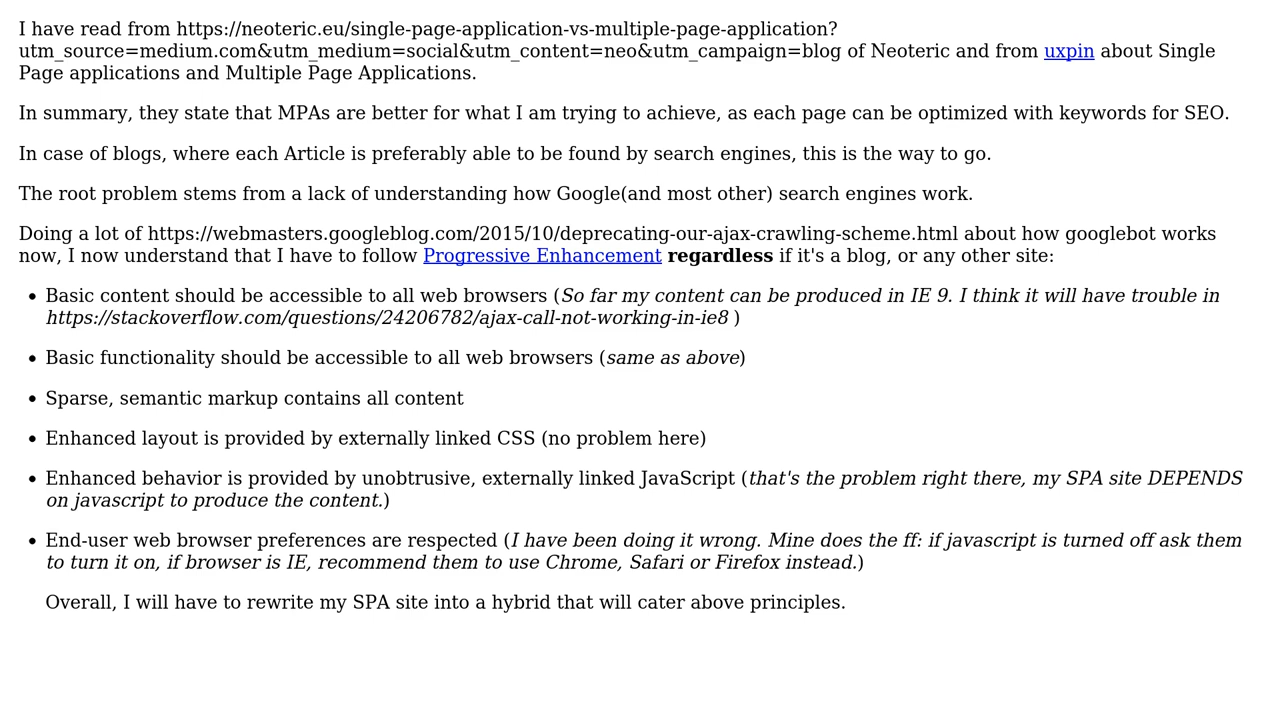 I have read from https://neoteric.eu/single-page-application-vs-multiple-page-application?
utm_source=medium.com&utm_medium=social&utm_content=neo&utm_campaign=blog of Neoteric and from uxpin about Single
Page applications and Multiple Page Applications.
In summary, they state that MPAs are better for what I am trying to achieve, as each page can be optimized with keywords for SEO.
In case of blogs, where each Article is preferably able to be found by search engines, this is the way to go.
The root problem stems from a lack of understanding how Google(and most other) search engines work.
Doing a lot of https://webmasters.googleblog.com/2015/10/deprecating-our-ajax-crawling-scheme.html about how googlebot works
now, I now understand that I have to follow Progressive Enhancement regardless if it's a blog, or any other site:
• Basic content should be accessible to all web browsers (So far my content can be produced in IE 9. I think it will have trouble in
https://stackoverflow.com/questions/24206782/ajax-call-not-working-in-ie8 )
• Basic functionality should be accessible to all web browsers (same as above)
• Sparse, semantic markup contains all content
• Enhanced layout is provided by externally linked CSS (no problem here)
• Enhanced behavior is provided by unobtrusive, externally linked JavaScript (that's the problem right there, my SPA site DEPENDS
on javascript to produce the content.)
• End-user web browser preferences are respected (I have been doing it wrong. Mine does the ff: if javascript is turned off ask them
to turn it on, if browser is IE, recommend them to use Chrome, Safari or Firefox instead.)
Overall, I will have to rewrite my SPA site into a hybrid that will cater above principles.